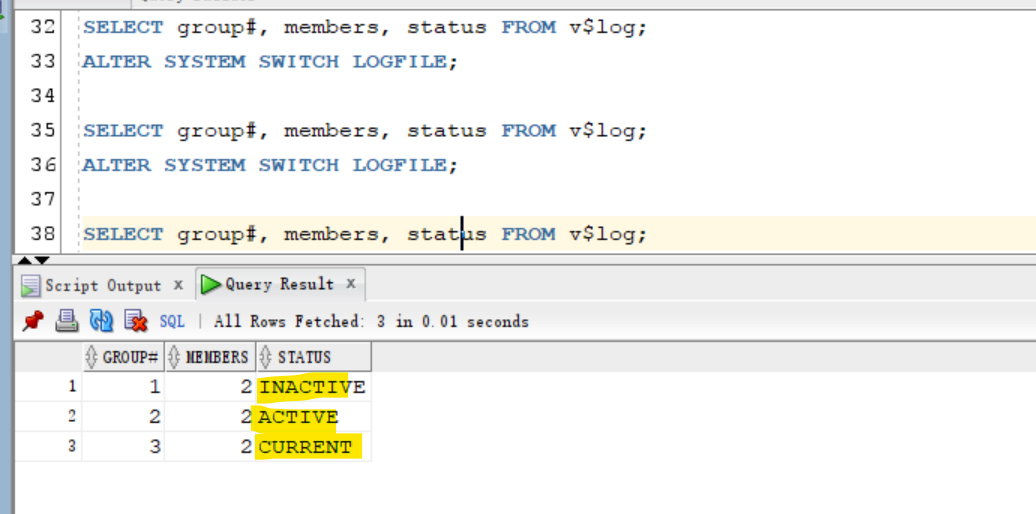 32 SELECT group#, members, status FROM v$log;
33 ALTER SYSTEM SWITCH LOGFILE;
34
35 SELECT group#, members, status FROM v$log;
36 ALTER SYSTEM SWITCH LOGFILE;
37
38 SELECT group#, members, status FROM v$log;
Script Output x Query Result x
SQL | All Rows Fetched: 3 in 0.01 seconds
GROUP# MEMBERS STATUS
1 1 2 INACTIVE
2 2 2 ACTIVE
3 3 2 CURRENT